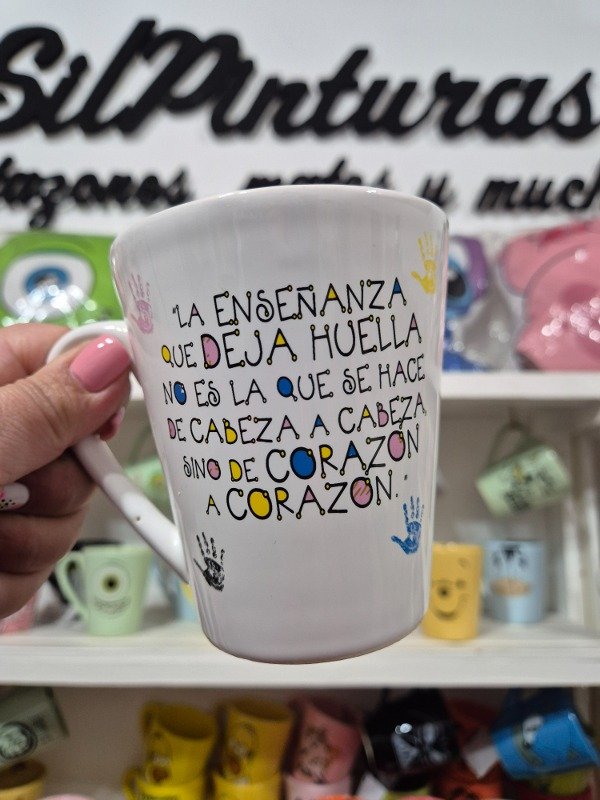 SilPinturas
tazones mates y much
"LA ENSEÑANZA
QUE DEJA HUELLA
NO ES LA QUE SE HACE
DE CABEZA A CABEZA,
SINO DE CORAZÓN
A CORAZÓN."